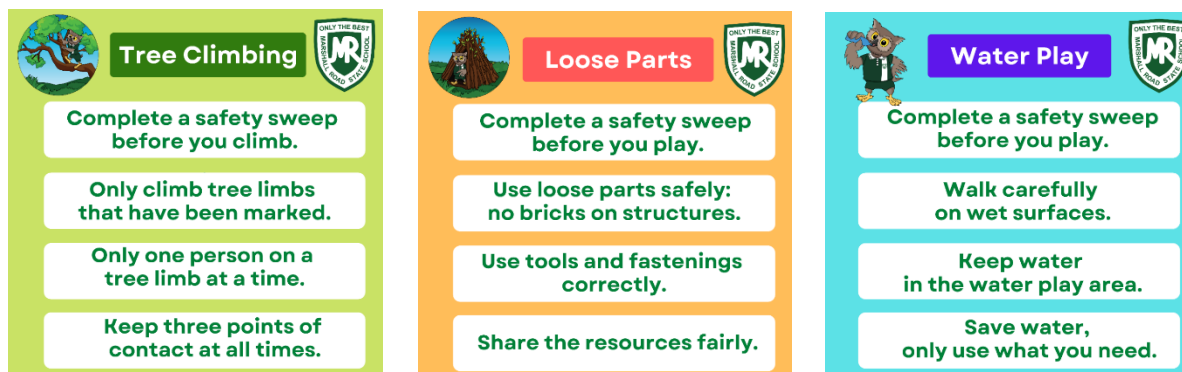 Tree Climbing
ONLY THE BEST
MR
MARSHALL ROAD STATE SCHOOL
Complete a safety sweep
before you climb.
Only climb tree limbs
that have been marked.
Only one person on a
tree limb at a time.
Keep three points of
contact at all times.
Loose Parts
ONLY THE BEST
MR
MARSHALL ROAD STATE SCHOOL
Complete a safety sweep
before you play.
Use loose parts safely:
no bricks on structures.
Use tools and fastenings
correctly.
Share the resources fairly.
Water Play
ONLY THE BEST
MR
MARSHALL ROAD STATE SCHOOL
Complete a safety sweep
before you play.
Walk carefully
on wet surfaces.
Keep water
in the water play area.
Save water,
only use what you need.